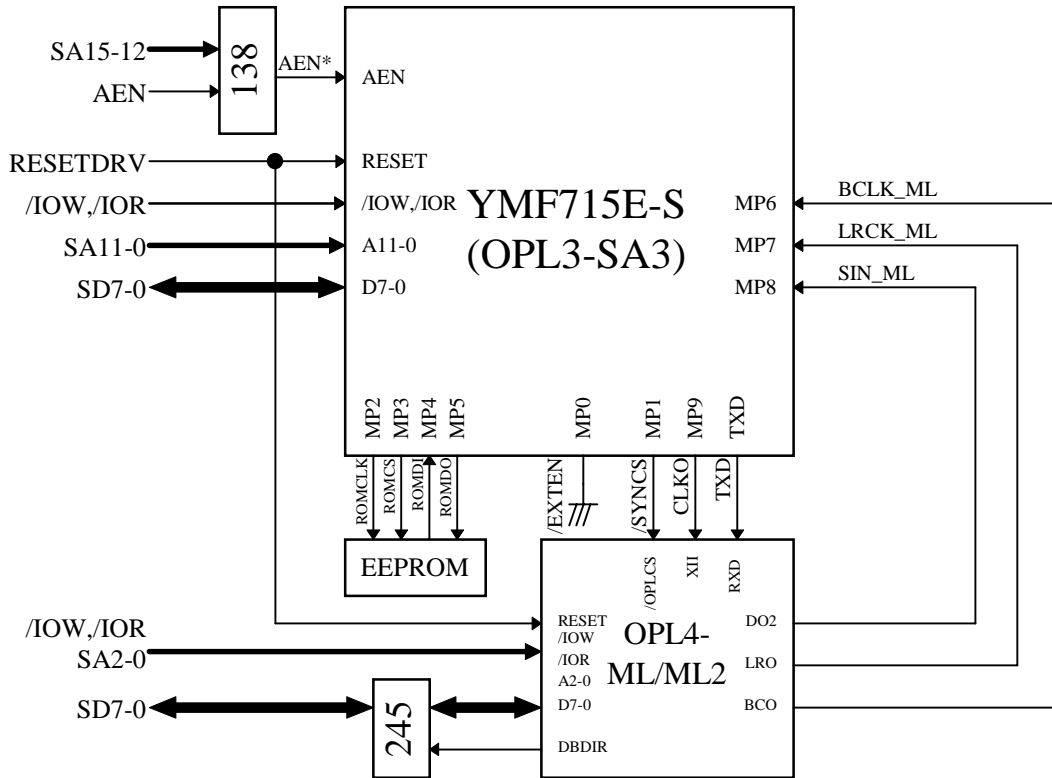 SA15-12
AEN
138
AEN*
AEN
RESETDRV
RESET
/IOW,/IOR
/IOW,/IOR
SA11-0
A11-0
SD7-0
D7-0
YMF715E-S
(OPL3-SA3)
MP6
BCLK_ML
MP7
LRCK_ML
MP8
SIN_ML
MP2
MP3
MP4
MP5
MP0
MP1
MP9
TXD
ROMCLK
ROMCS
ROMDI
ROMDO
/EXTEN
/SYNCS
CLKO
TXD
EEPROM
/OPLCS
XII
RXD
/IOW,/IOR
SA2-0
SD7-0
245
RESET
/IOW
/IOR
A2-0
D7-0
DBDIR
OPL4-
ML/ML2
DO2
LRO
BCO